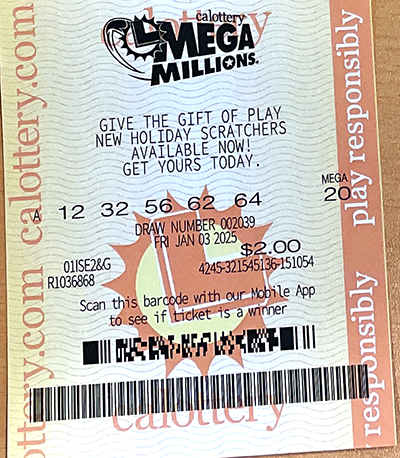 calottery
MEGA
MILLIONS.
GIVE THE GIFT OF PLAY
NEW HOLIDAY SCRATCHERS
AVAILABLE NOW!
GET YOURS TODAY.
MEGA
A 12 32 56 62 64 20
DRAW NUMBER 002039
FRI JAN 03 2025
$2.00
01ISE2&G
4245-321545136-151054
R1036868
Scan this barcode with our Mobile App
to see if ticket is a winner
calottery
ottery.com calottery.com
y responsibly play responsibly